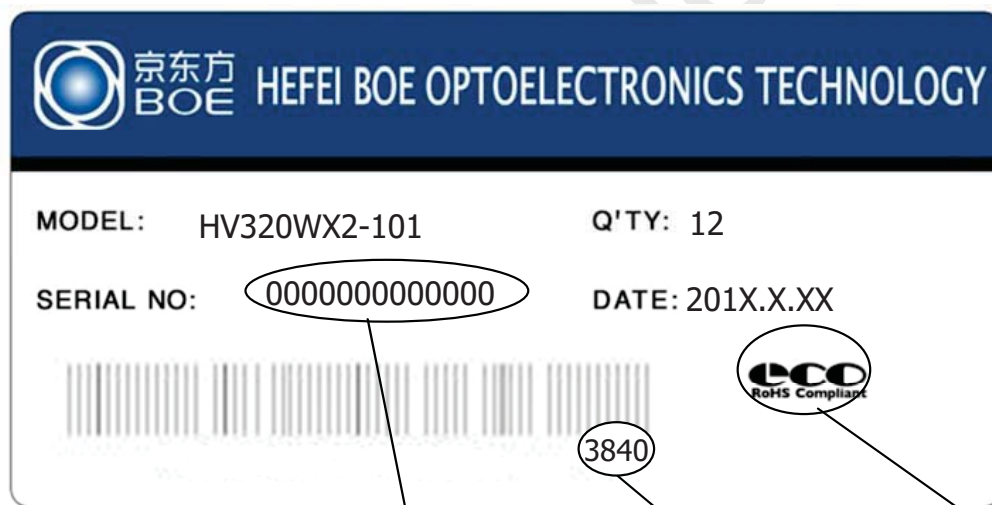 京东方
BOE HEFEI BOE OPTOELECTRONICS TECHNOLOGY
MODEL: HV320WX2-101 Q'TY: 12
SERIAL NO: 0000000000000 DATE: 201X.X.XX
eco
RoHS Compliant
3840